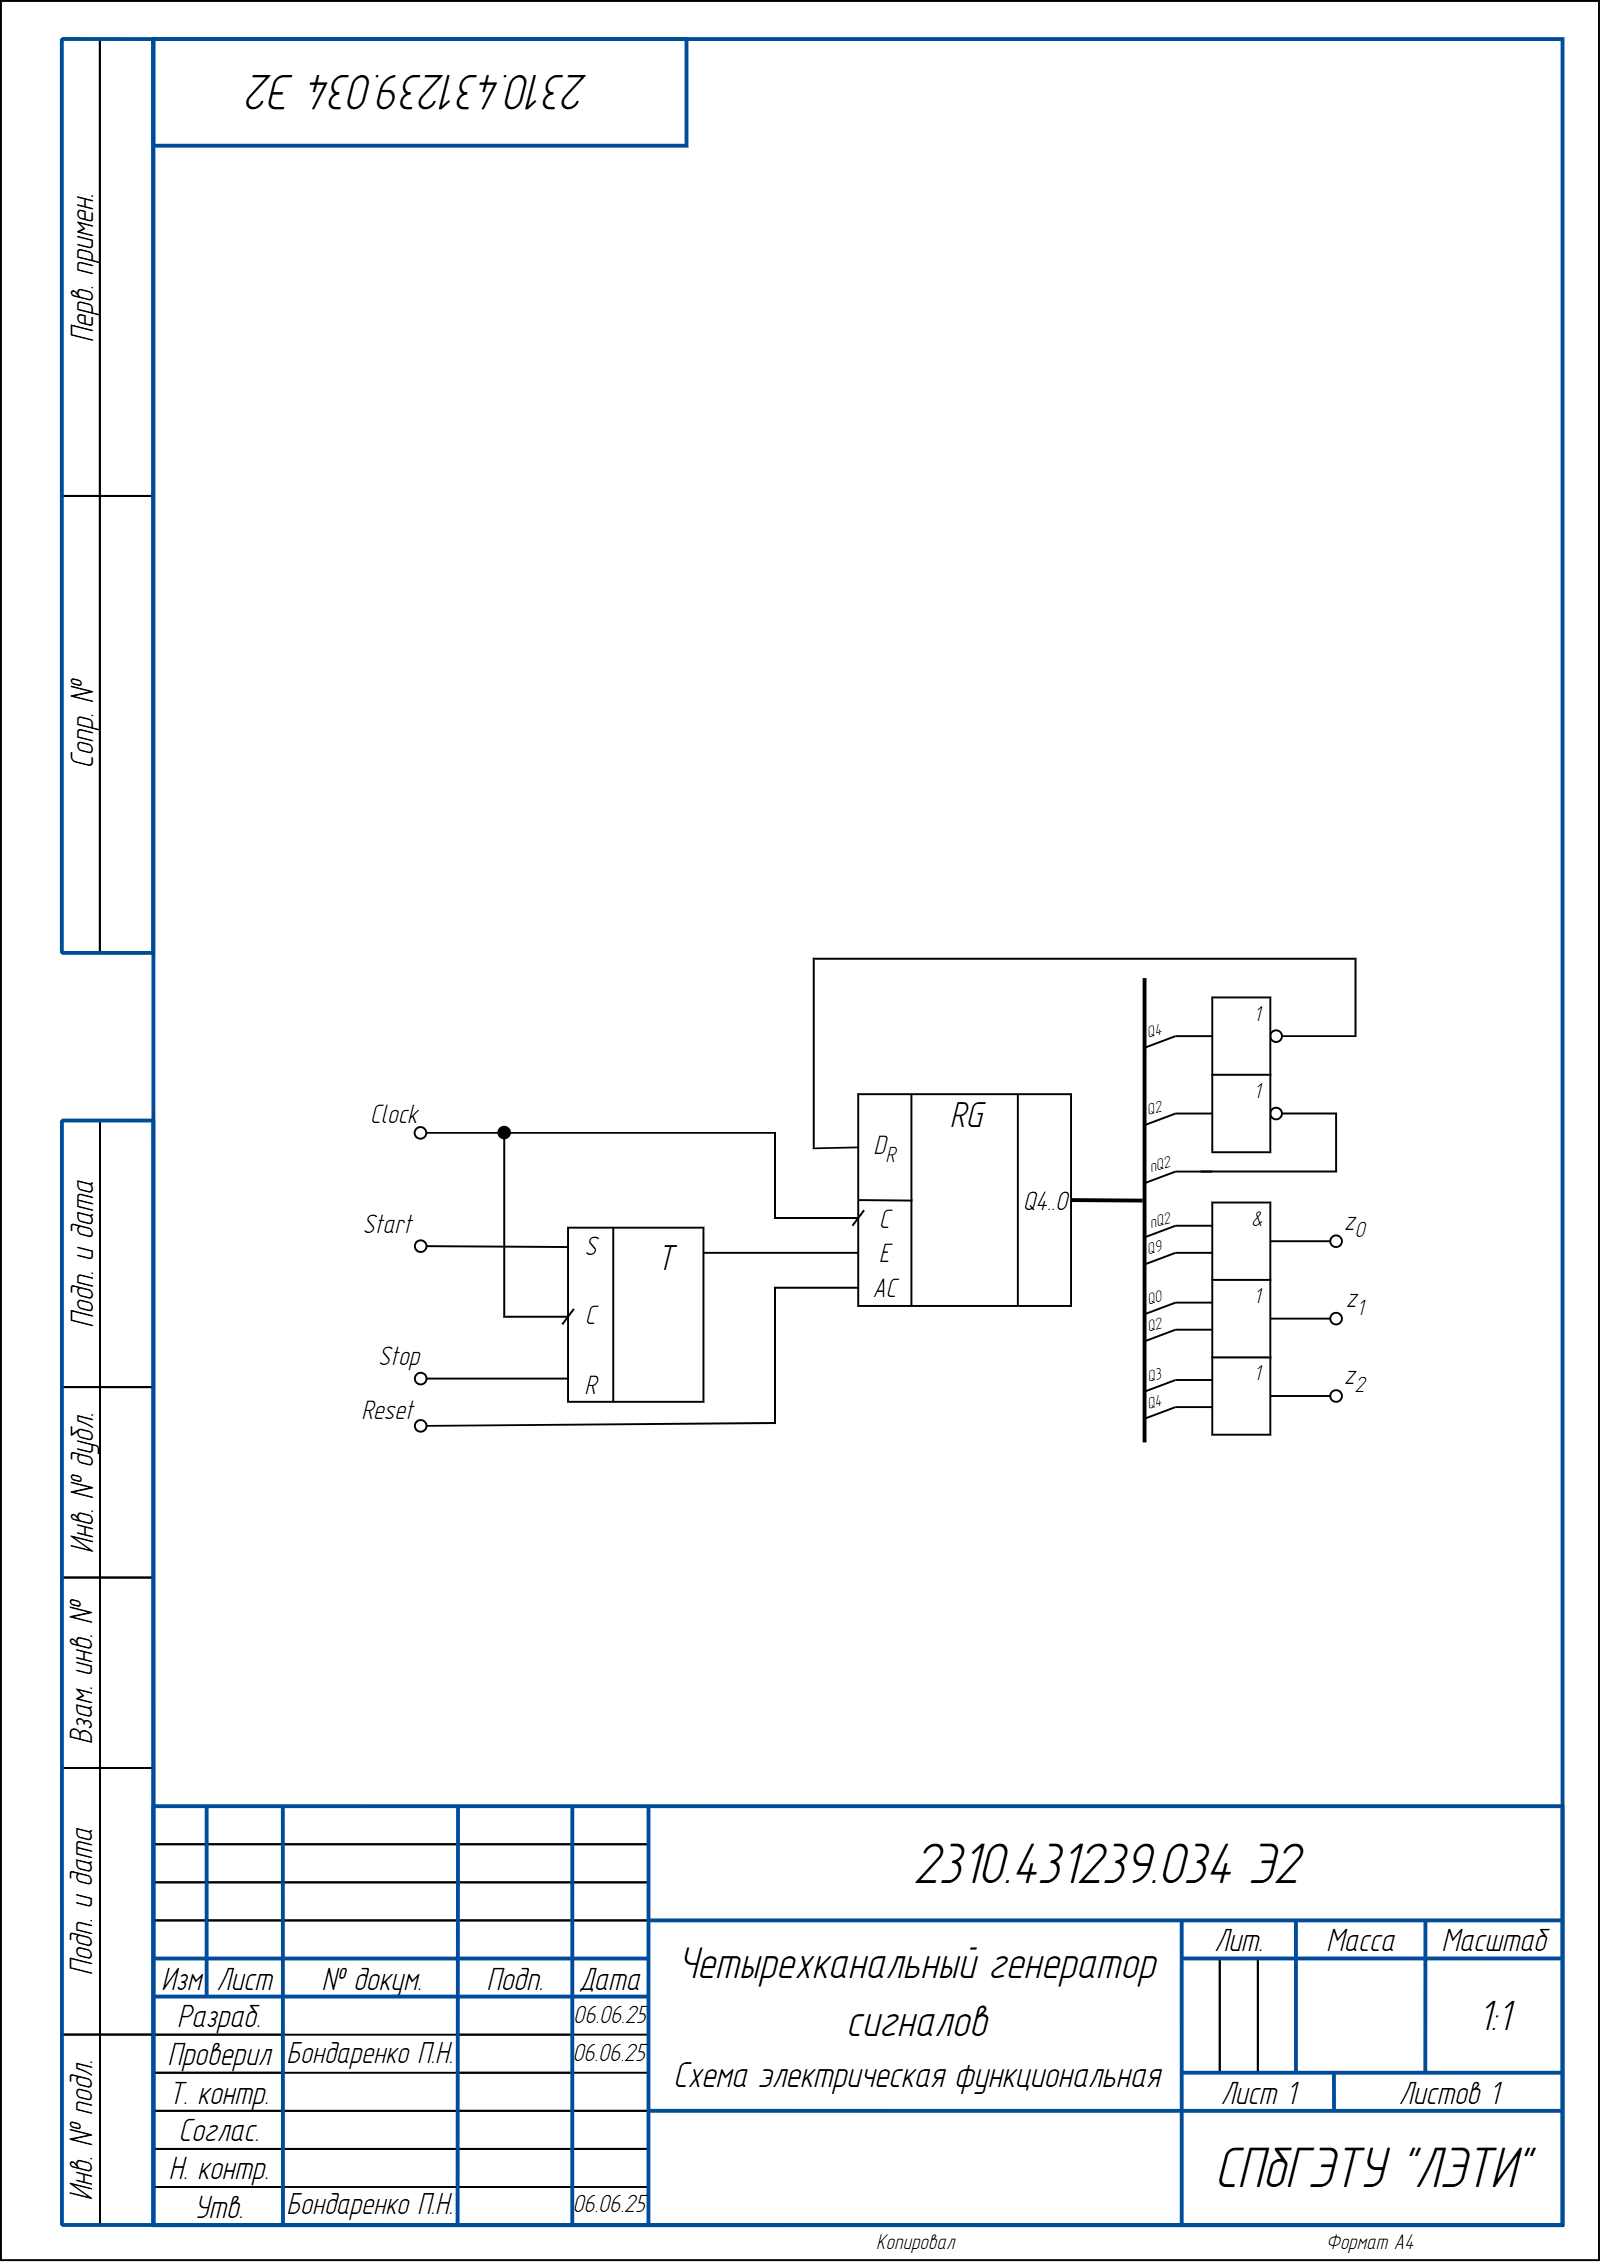 2310.431239.034 Э2
Перв. примен.
Сопр. №
Подп. и дата
Инв. № дубл.
Взам. инв. №
Подп. и дата
Инв. № подл.
Clock
Start
Stop
Reset
S
T
C
R
RG
DR
C
E
AC
Q4..0
Q4
1
Q2
1
nQ2
nQ2
&
z0
Q9
Q0
1
z1
Q2
Q3
1
z2
Q4
2310.431239.034 Э2
Изм Лист № докум. Подп. Дата
Разраб. 06.06.25
Проверил Бондаренко П.Н. 06.06.25
Т. контр.
Соглас.
Н. контр.
Утв. Бондаренко П.Н. 06.06.25
Четырехканальный генератор
сигналов
Схема электрическая функциональная
Лит. Масса Масштаб
1:1
Лист 1 Листов 1
СПбГЭТУ "ЛЭТИ"
Копировал Формат А4